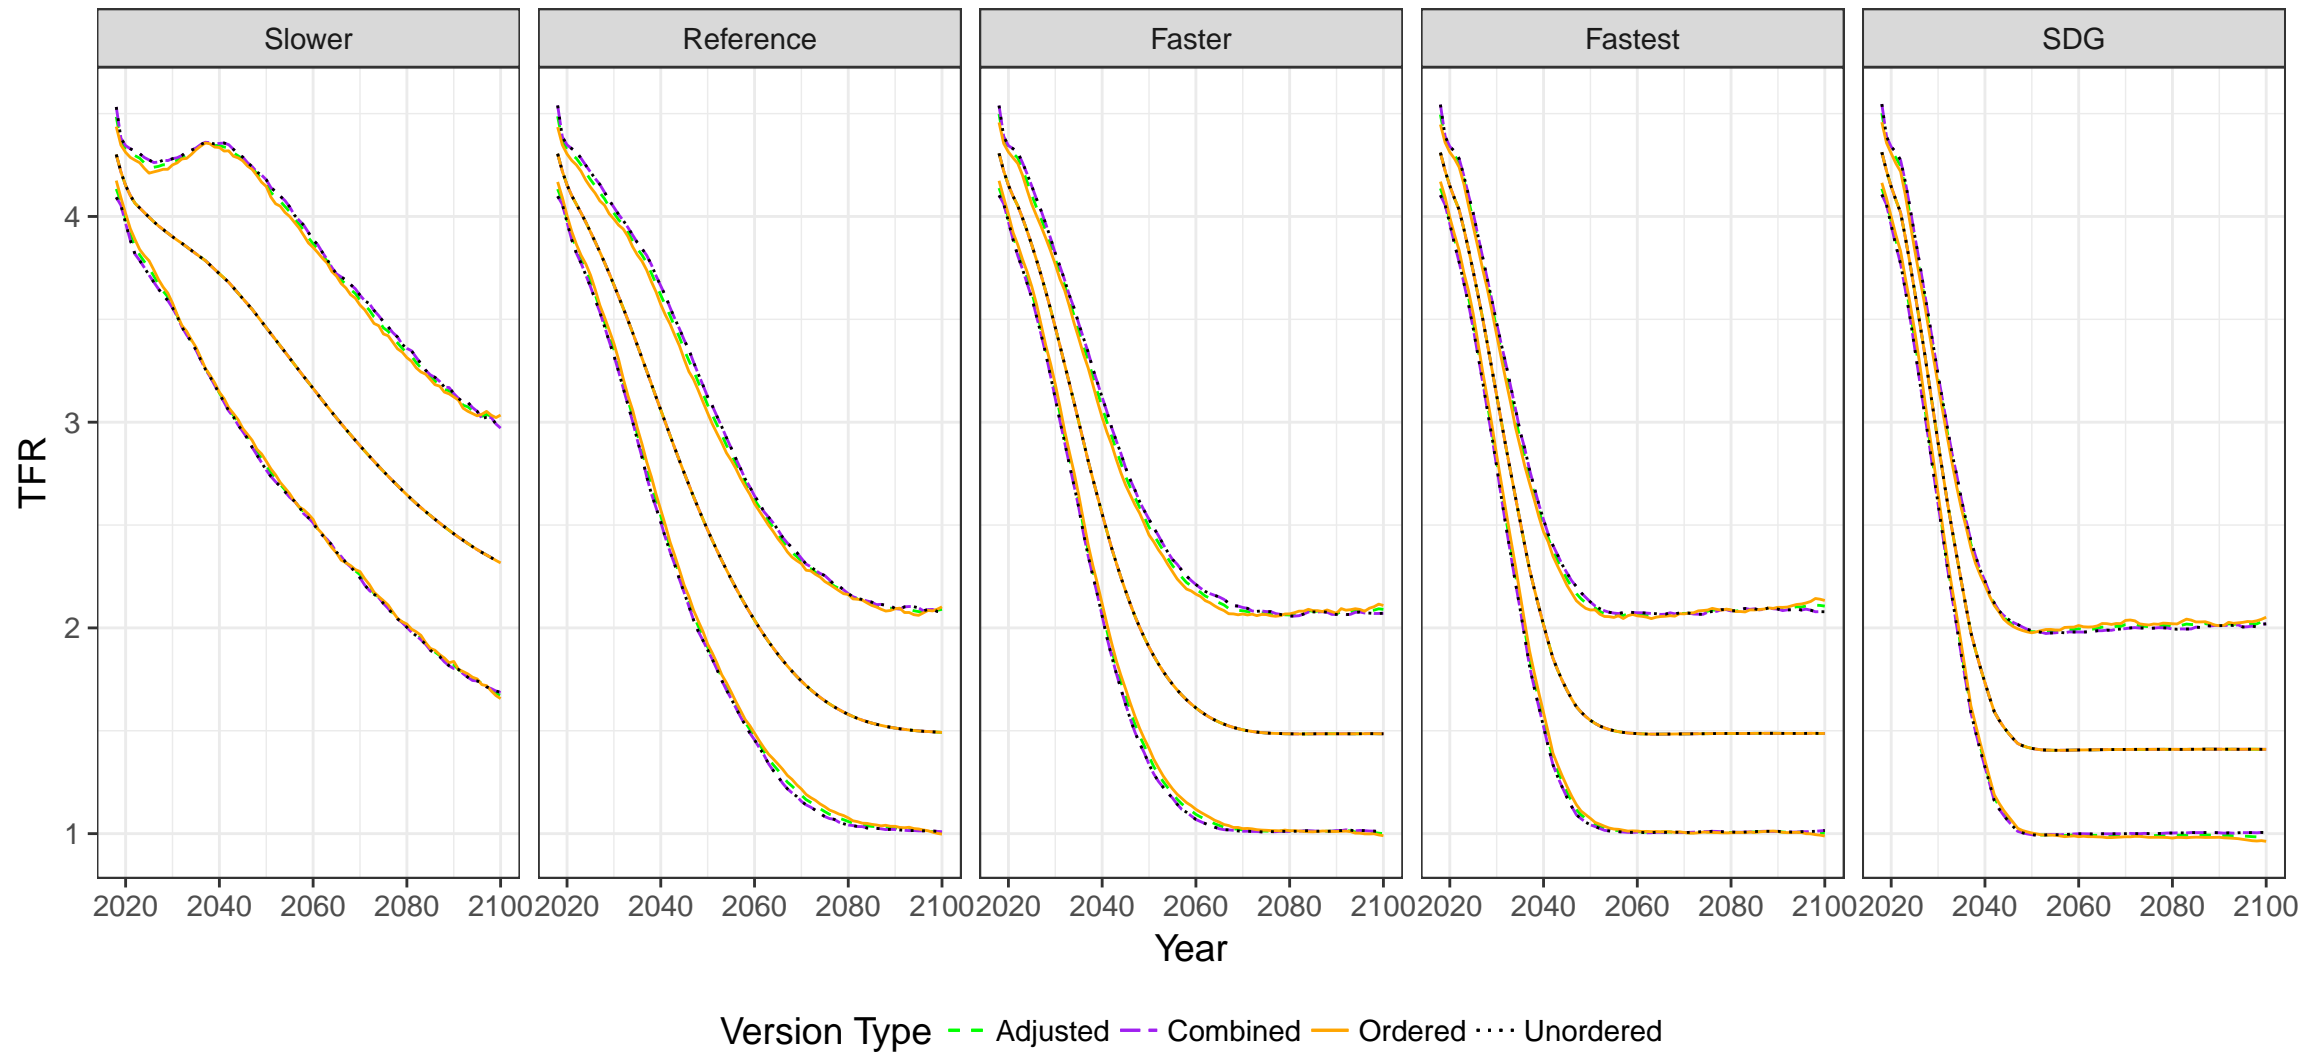 Slower Reference Faster Fastest SDG
TFR
4
3
2
1
2020 2040 2060 2080 2100 2020 2040 2060 2080 2100 2020 2040 2060 2080 2100 2020 2040 2060 2080 2100 2020 2040 2060 2080 2100
Year
Version Type Adjusted Combined Ordered Unordered